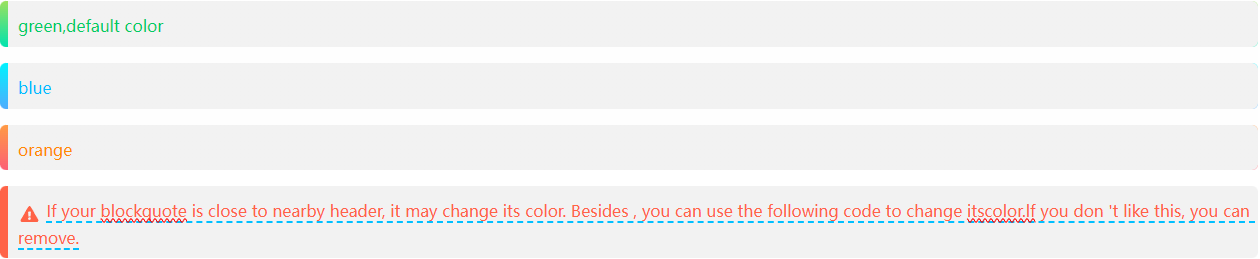 green,default color
blue
orange
If your blockquote is close to nearby header, it may change its color. Besides , you can use the following code to change itscolor.If you don 't like this, you can
remove.